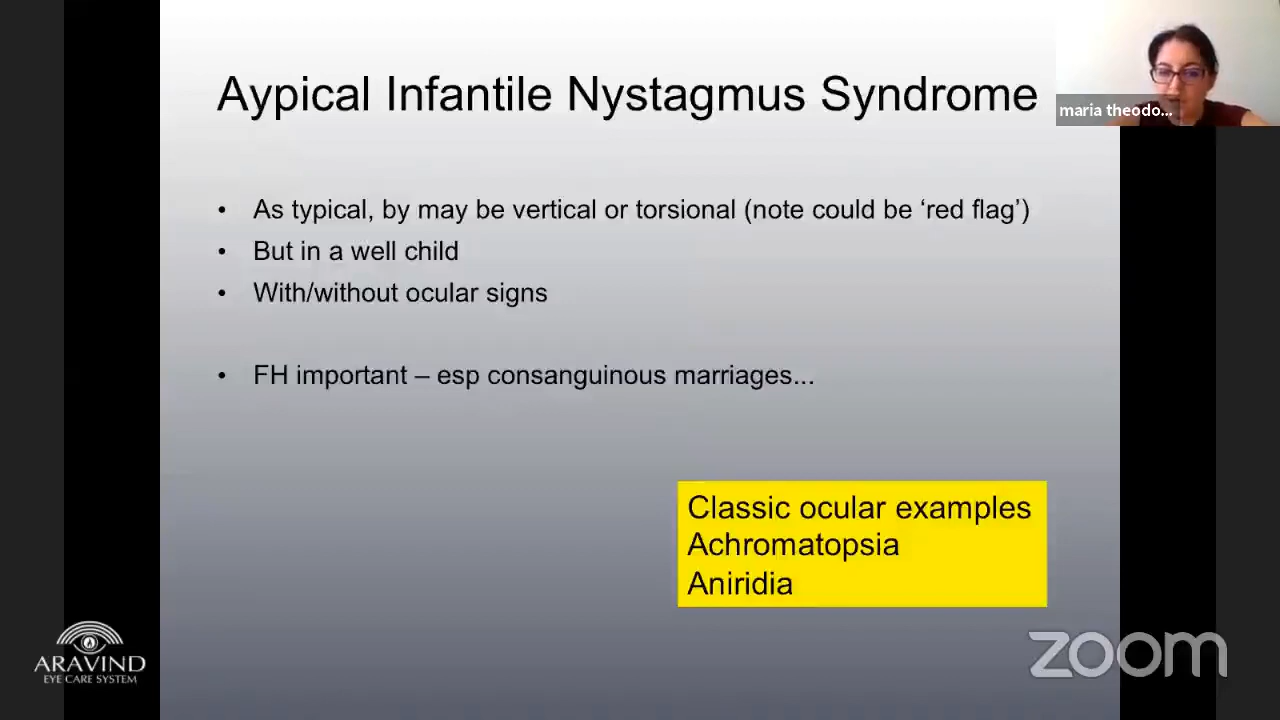 Aypical Infantile Nystagmus Syndrome
maria theodo...
• As typical, by may be vertical or torsional (note could be ‘red flag’)
• But in a well child
• With/without ocular signs
• FH important – esp consanguinous marriages...
Classic ocular examples
Achromatopsia
Aniridia
ARAVIND
EYE CARE SYSTEM
zoom